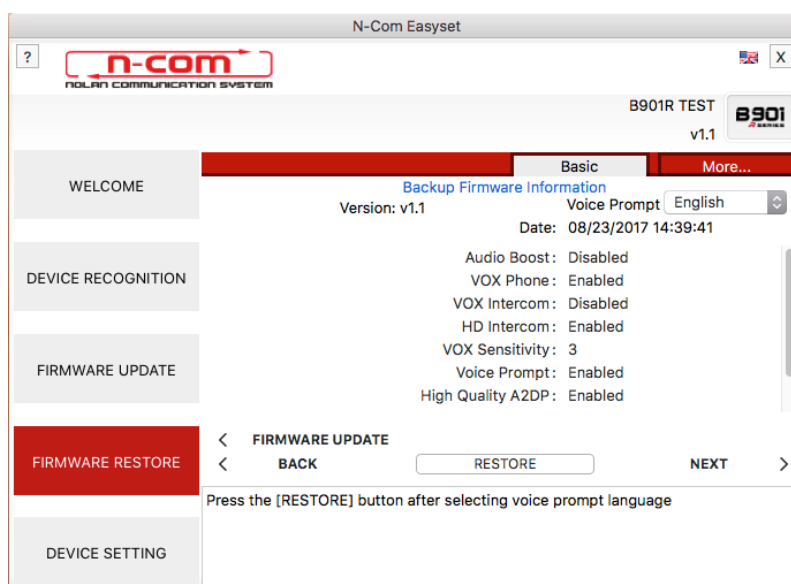 N-Com Easyset
?
n-com
X
NOLAN COMMUNICATION SYSTEM
B901R TEST
v1.1
B901
R SERIES
WELCOME
Basic
More...
Backup Firmware Information
Version: v1.1
Voice Prompt English
Date: 08/23/2017 14:39:41
DEVICE RECOGNITION
Audio Boost: Disabled
VOX Phone: Enabled
VOX Intercom: Disabled
HD Intercom: Enabled
VOX Sensitivity: 3
Voice Prompt: Enabled
High Quality A2DP: Enabled
FIRMWARE UPDATE
FIRMWARE RESTORE
< FIRMWARE UPDATE
< BACK
RESTORE
NEXT >
Press the [RESTORE] button after selecting voice prompt language
DEVICE SETTING